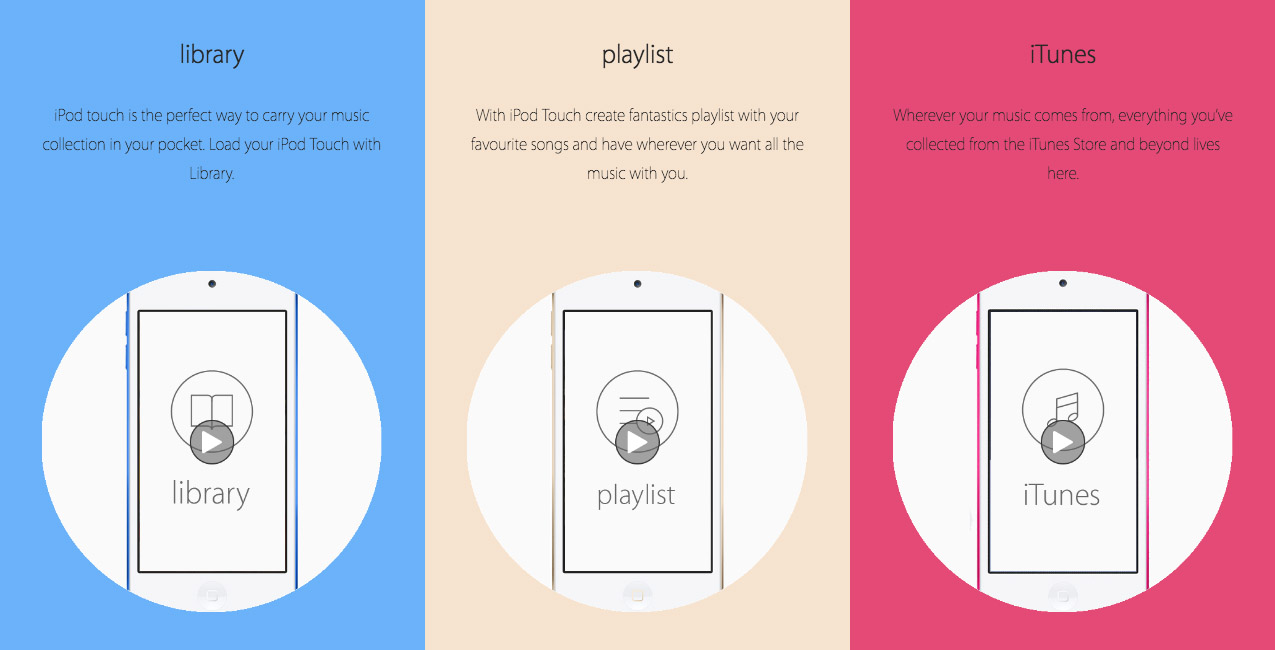 library
iPod touch is the perfect way to carry your music
collection in your pocket. Load your iPod Touch with
Library.
library
playlist
With iPod Touch create fantastics playlist with your
favourite songs and have wherever you want all the
music with you.
playlist
iTunes
Wherever your music comes from, everything you've
collected from the iTunes Store and beyond lives
here.
iTunes